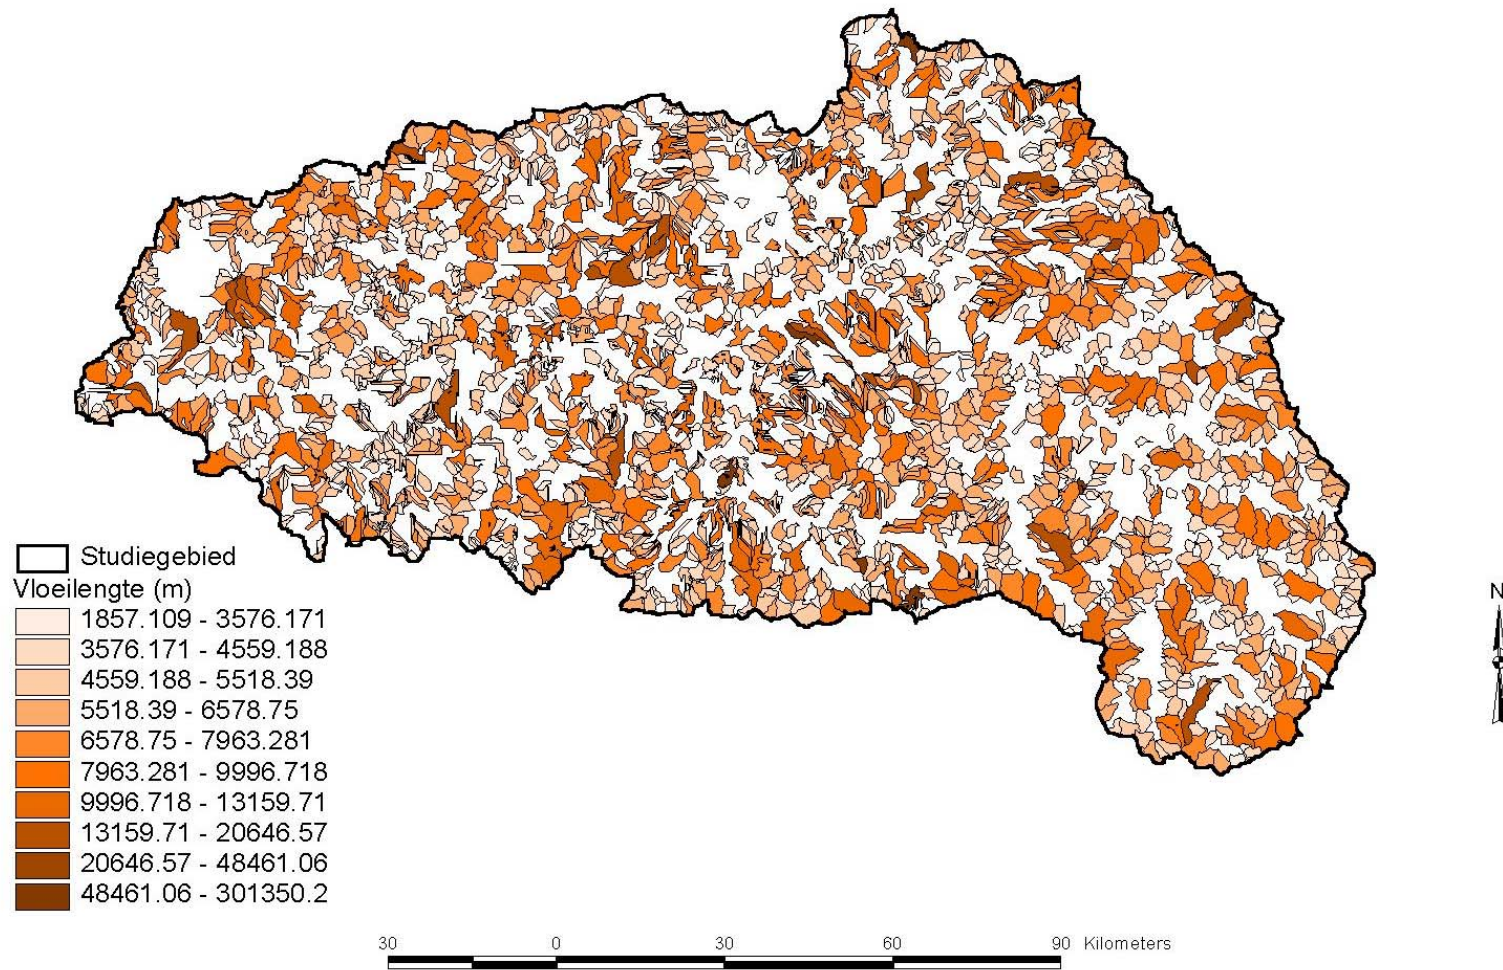 Studiegebied
Vloeilengte (m)
1857.109 - 3576.171
3576.171 - 4559.188
4559.188 - 5518.39
5518.39 - 6578.75
6578.75 - 7963.281
7963.281 - 9996.718
9996.718 - 13159.71
13159.71 - 20646.57
20646.57 - 48461.06
48461.06 - 301350.2
N
30 0 30 60 90 Kilometers